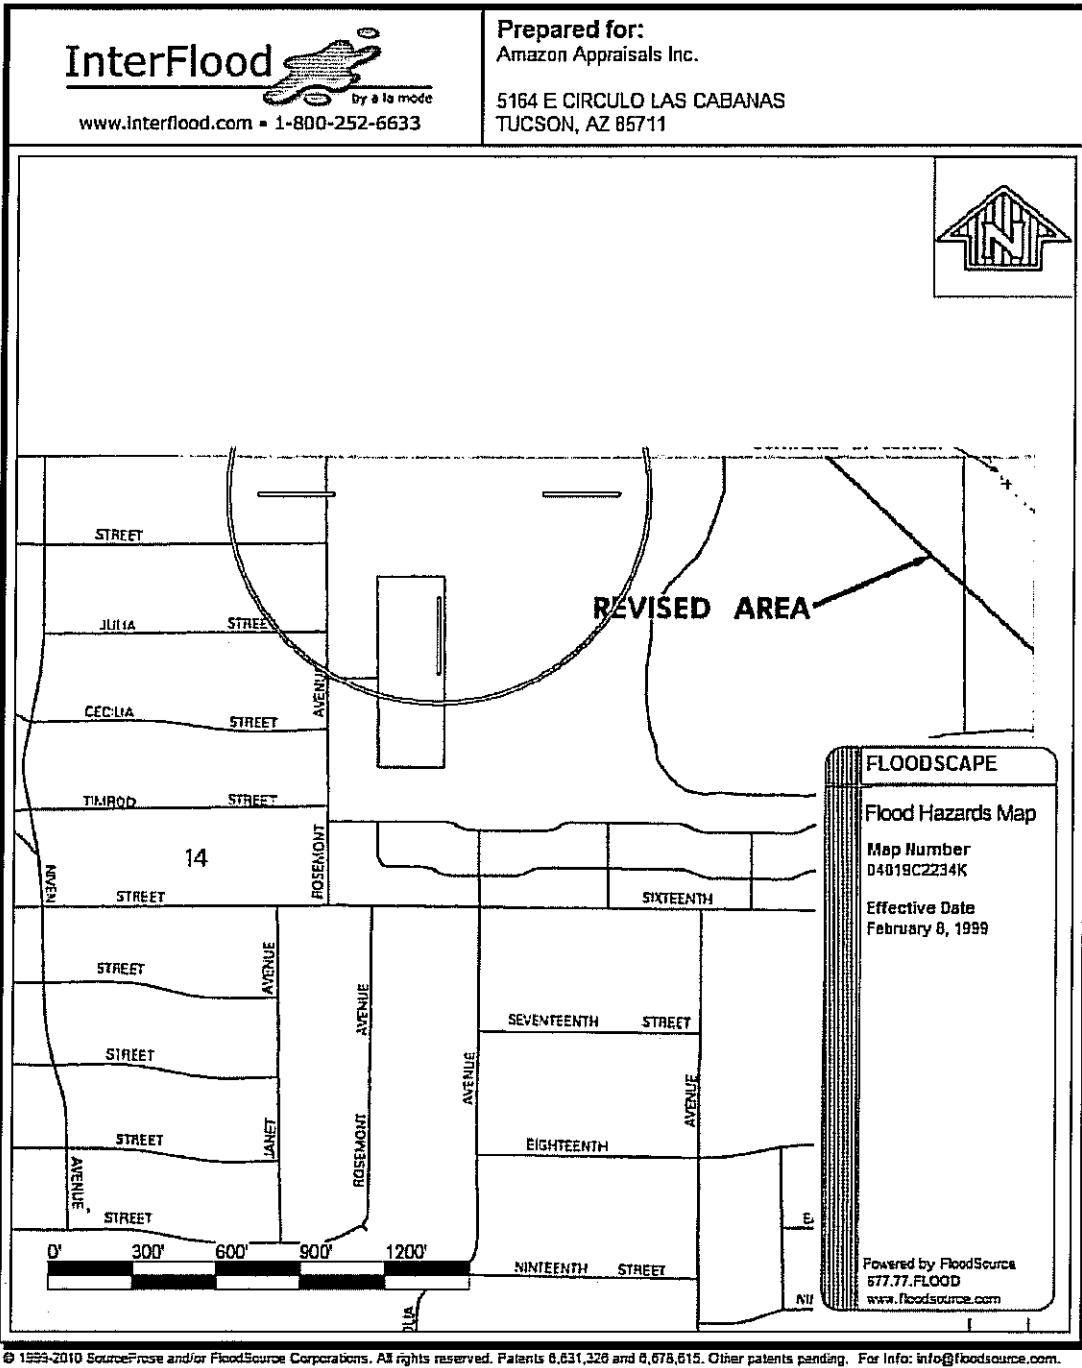 InterFlood
by a la mode
www.interflood.com • 1-800-252-6633
Prepared for:
Amazon Appraisals Inc.
5164 E CIRCULO LAS CABANAS
TUCSON, AZ 85711
N
STREET
JULIA STREET
CECILIA STREET
TIMROD STREET
AVENUE
ROSEMONT
14
NIVEN
STREET
SIXTEENTH
REVISED AREA
STREET
AVENUE
AVENUE
SEVENTEENTH STREET
STREET
AVENUE
AVENUE
STREET
JANET
ROSEMONT
EIGHTEENTH
AVENUE
STREET
NINTEENTH STREET
NII
0' 300' 600' 900' 1200'
FLOODSCAPE
Flood Hazards Map
Map Number
04019C2234K
Effective Date
February 8, 1999
Powered by FloodSource
877.77.FLOOD
www.floodsource.com
© 1999-2010 SourceProse and/or FloodSource Corporations. All rights reserved. Patents 6,631,326 and 6,678,615. Other patents pending. For Info: info@floodsource.com.